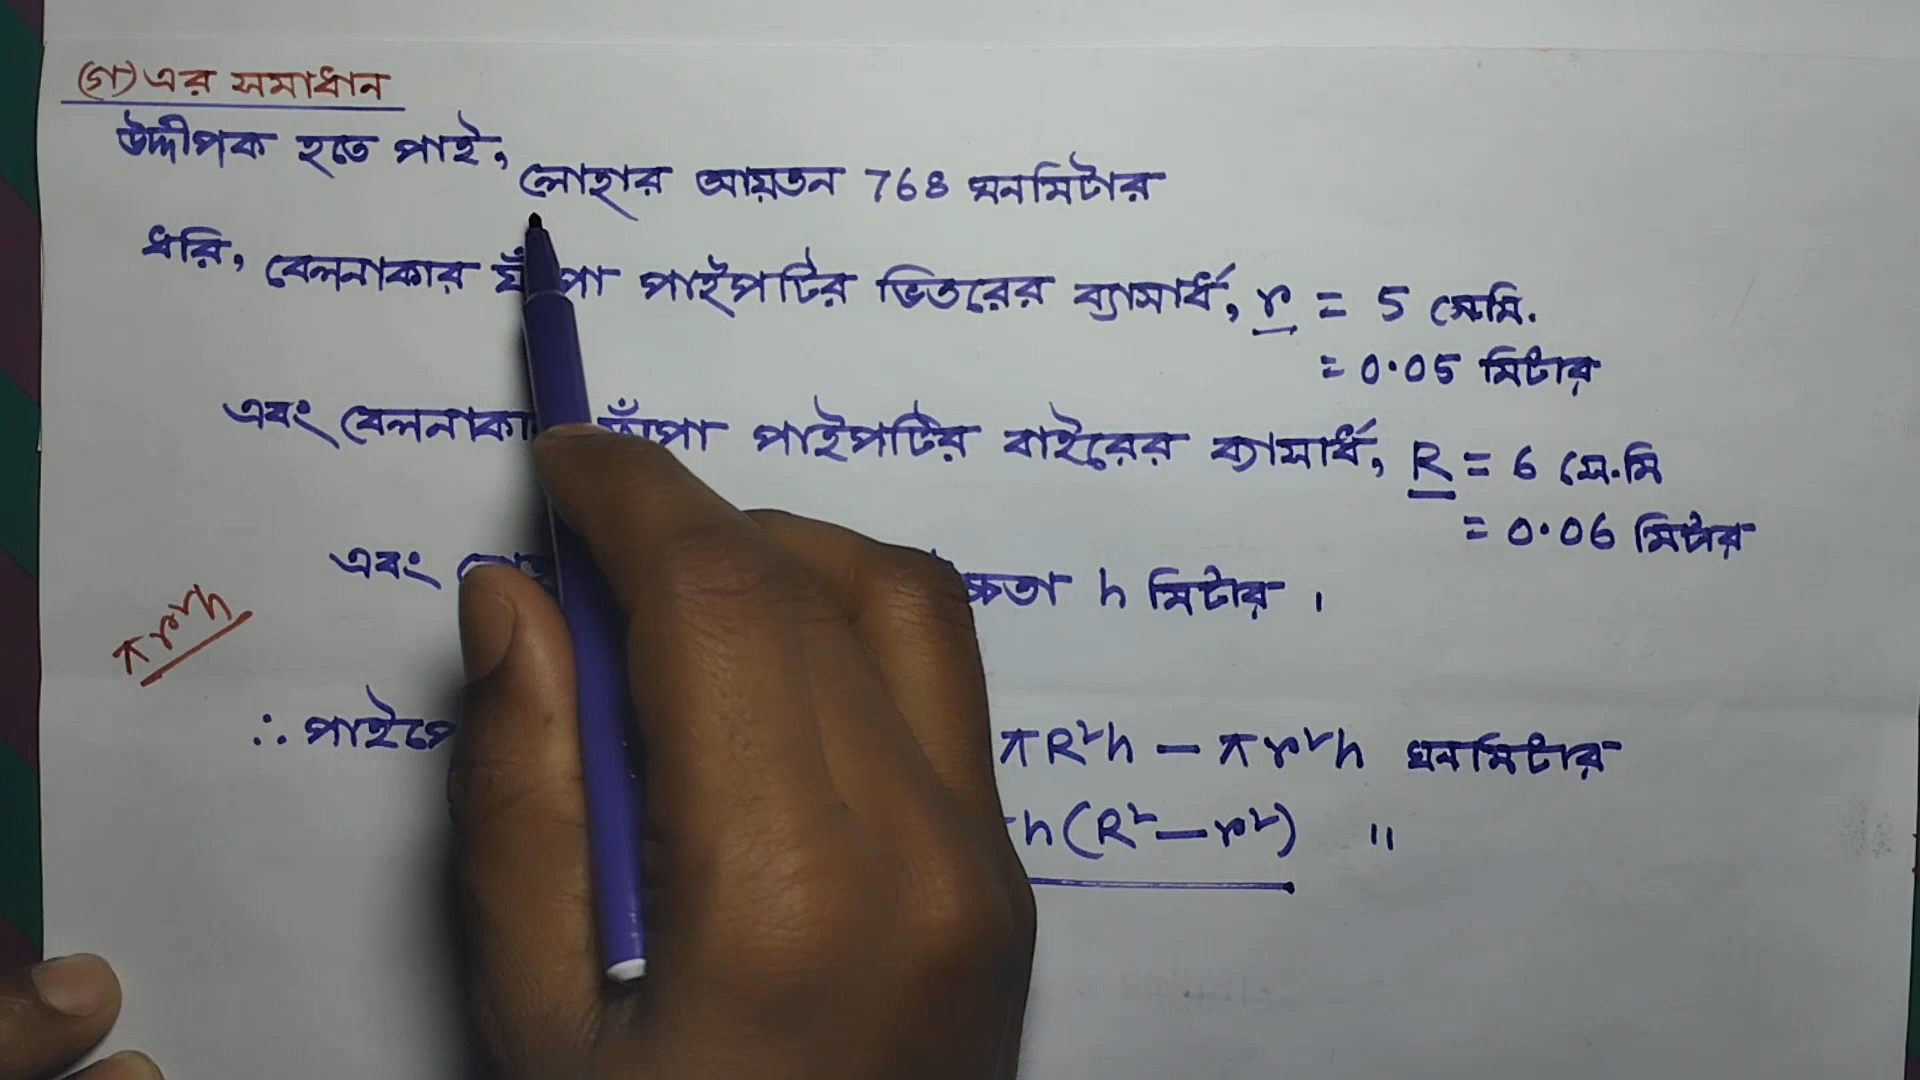 (গ) এর সমাধান
উদ্দীপক হতে পাই, লোহার আয়তন 768 ঘনমিটার
ধরি, বেলনাকার ফাঁপা পাইপটির ভিতরের ব্যাসার্ধ, r = 5 সে.মি.
= 0.05 মিটার
এবং বেলনাকা ফাঁপা পাইপটির বাইরের ব্যাসার্ধ, R = 6 সে.মি
= 0.06 মিটার
এবং h মিটার ।
πr²h
∴ পাইপে πR²h – πr²h ঘনমিটার
h(R² – r²) "